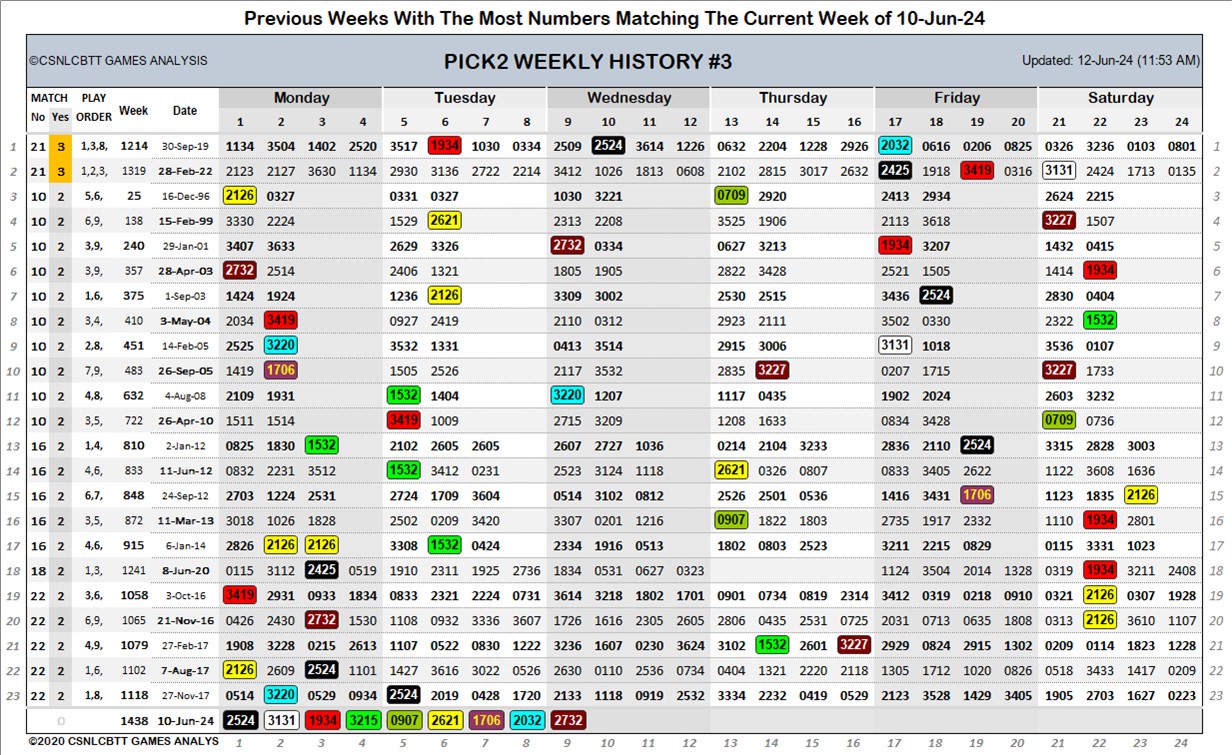 Previous Weeks With The Most Numbers Matching The Current Week of 10-Jun-24
©CSNLCBTT GAMES ANALYSIS PICK2 WEEKLY HISTORY #3 Updated: 12-Jun-24 (11:53 AM)
MATCH PLAY Week Date Monday Tuesday Wednesday Thursday Friday Saturday
No Yes ORDER 1 2 3 4 5 6 7 8 9 10 11 12 13 14 15 16 17 18 19 20 21 22 23 24
1 21 3 1,3,8, 1214 30-Sep-19 1134 3504 1402 2520 3517 1934 1030 0334 2509 2524 3614 1226 0632 2204 1228 2926 2032 0616 0206 0825 0326 3236 0103 0801 1
2 21 3 1,2,3, 1319 28-Feb-22 2123 2127 3630 1134 2930 3136 2722 2214 3412 1026 1813 0608 2102 2815 3017 2632 2425 1918 3419 0316 3131 2424 1713 0135 2
3 10 2 5,6, 25 16-Dec-96 2126 0327 0331 0327 1030 3221 0709 2920 2413 2934 2624 2215 3
4 10 2 6,9, 138 15-Feb-99 3330 2224 1529 2621 2313 2208 3525 1906 2113 3618 3227 1507 4
5 10 2 3,9, 240 29-Jan-01 3407 3633 2629 3326 2732 0334 0627 3213 1934 3207 1432 0415 5
6 10 2 3,9, 357 28-Apr-03 2732 2514 2406 1321 1805 1905 2822 3428 2521 1505 1414 1934 6
7 10 2 1,6, 375 1-Sep-03 1424 1924 1236 2126 3309 3002 2530 2515 3436 2524 2830 0404 7
8 10 2 3,4, 410 3-May-04 2034 3419 0927 2419 2110 0312 2923 2111 3502 0330 2322 1532 8
9 10 2 2,8, 451 14-Feb-05 2525 3220 3532 1331 0413 3514 2915 3006 3131 1018 3536 0107 9
10 10 2 7,9, 483 26-Sep-05 1419 1706 1505 2526 2117 3532 2835 3227 0207 1715 3227 1733 10
11 10 2 4,8, 632 4-Aug-08 2109 1931 1532 1404 3220 1207 1117 0435 1902 2024 2603 3232 11
12 10 2 3,5, 722 26-Apr-10 1511 1514 3419 1009 2715 3209 1208 1633 0834 3428 0709 0736 12
13 16 2 1,4, 810 2-Jan-12 0825 1830 1532 2102 2605 2605 2607 2727 1036 0214 2104 3233 2836 2110 2524 3315 2828 3003 13
14 16 2 4,6, 833 11-Jun-12 0832 2231 3512 1532 3412 0231 2523 3124 1118 2621 0326 0807 0833 3405 2622 1122 3608 1636 14
15 16 2 6,7, 848 24-Sep-12 2703 1224 2531 2724 1709 3604 0514 3102 0812 2526 2501 0536 1416 3431 1706 1123 1835 2126 15
16 16 2 3,5, 872 11-Mar-13 3018 1026 1828 2502 0209 3420 3307 0201 1216 0907 1822 1803 2735 1917 2332 1110 1934 2801 16
17 16 2 4,6, 915 6-Jan-14 2826 2126 2126 3308 1532 0424 2334 1916 0513 1802 0803 2523 3211 2215 0829 0115 3331 1023 17
18 18 2 1,3, 1241 8-Jun-20 0115 3112 2425 0519 1910 2311 1925 2736 1834 0531 0627 0323 1124 3504 2014 1328 0319 1934 3211 2408 18
19 22 2 3,6, 1058 3-Oct-16 3419 2931 0933 1834 0833 2321 2224 0731 3614 3218 1802 1701 0901 0734 0819 2314 3412 0319 0218 0910 0321 2126 0307 1928 19
20 22 2 6,9, 1065 21-Nov-16 0426 2430 2732 1530 1108 0932 3336 3607 1726 1616 2305 2605 2806 0435 2531 0725 2031 0713 0635 1808 0313 2126 3610 1107 20
21 22 2 4,9, 1079 27-Feb-17 1908 3228 0215 2613 1107 0522 0830 1222 3236 1607 0230 3624 3102 1532 2601 3227 2929 0824 2915 1302 0209 0114 1823 1228 21
22 22 2 1,6, 1102 7-Aug-17 2126 2609 2524 1101 1427 3616 3022 0526 2630 0110 2536 0734 0404 1321 2220 2118 1305 1712 1020 0826 0518 3433 1417 0209 22
23 22 2 1,8, 1118 27-Nov-17 0514 3220 0529 0934 2524 2019 0428 1720 2133 1118 0919 2532 3334 2232 0419 0529 2123 3528 1429 3405 1905 2703 1627 0223 23
0 1438 10-Jun-24 2524 3131 1934 3215 0907 2621 1706 2032 2732
©2020 CSNLCBTT GAMES ANALYS 1 2 3 4 5 6 7 8 9 10 11 12 13 14 15 16 17 18 19 20 21 22 23 24